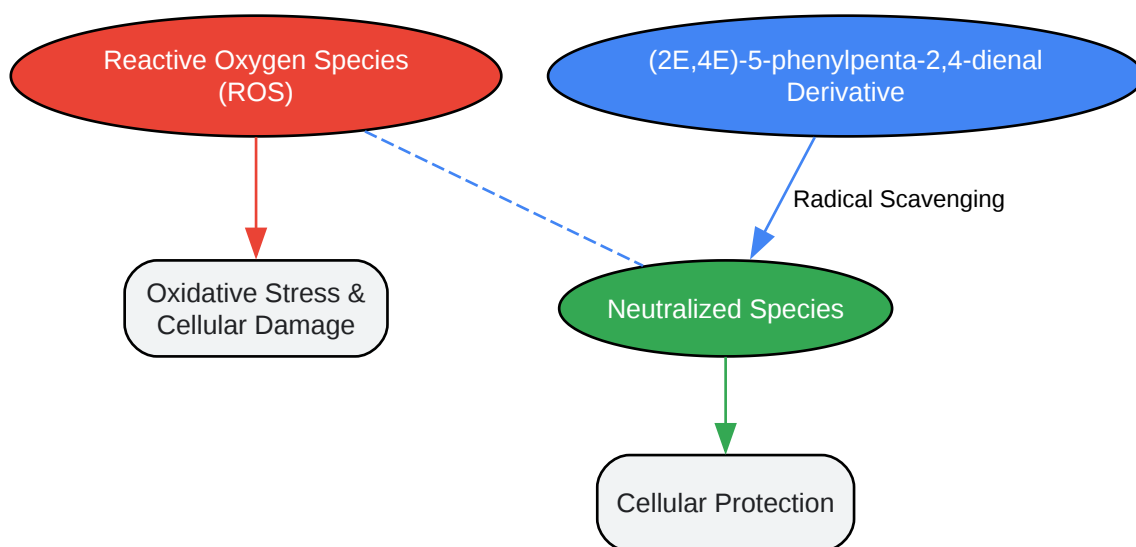 Reactive Oxygen Species
(ROS)
(2E,4E)-5-phenylpenta-2,4-dienal
Derivative
Radical Scavenging
Oxidative Stress &
Cellular Damage
Neutralized Species
Cellular Protection